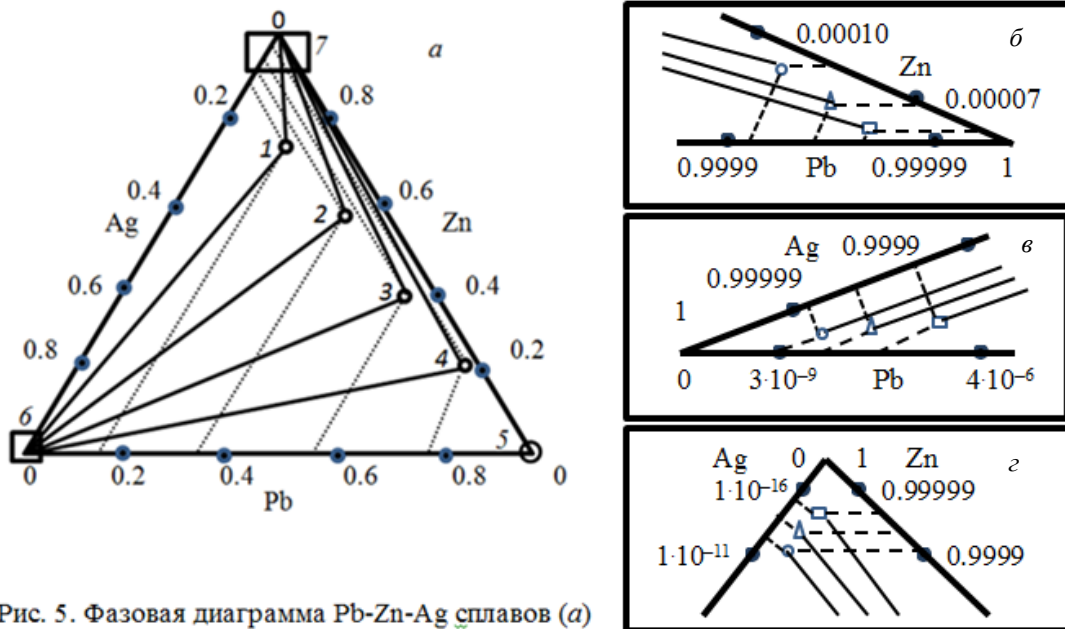 0
7
а
0.2
0.8
1
0.4
0.6
Ag
2
Zn
0.6
3
0.4
0.8
4
0.2
6
5
0
0.2
0.4
0.6
0.8
0
Pb
0.00010
б
Zn
0.00007
0.9999
Pb
0.99999
1
Ag
0.9999
в
0.99999
1
0
3·10⁻⁹
Pb
4·10⁻⁶
Ag
0
1
Zn
г
1·10⁻¹⁶
0.99999
1·10⁻¹¹
0.9999
Рис. 5. Фазовая диаграмма Pb-Zn-Ag сплавов (а)